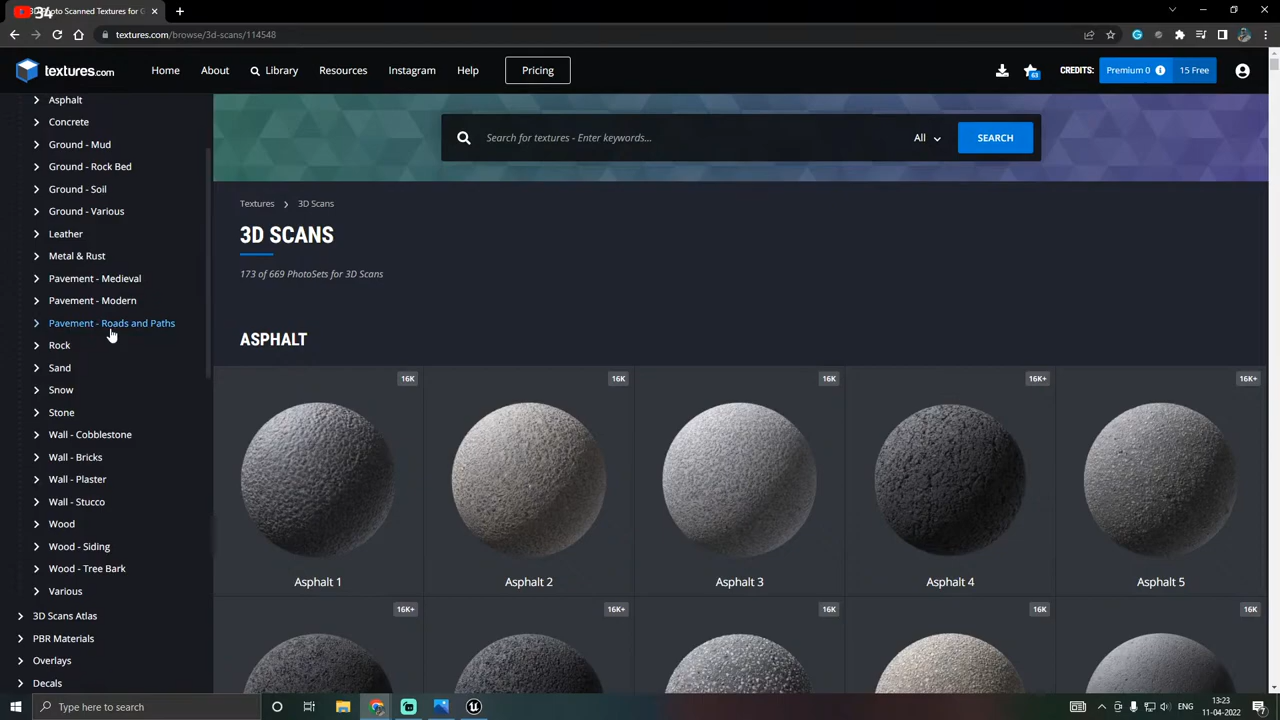 34
oto Scanned Textures for G
textures.com/browse/3d-scans/114548
textures.com
Home
About
Library
Resources
Instagram
Help
Pricing
63
CREDITS:
Premium 0
15 Free
Asphalt
Concrete
Ground - Mud
Ground - Rock Bed
Ground - Soil
Ground - Various
Leather
Metal & Rust
Pavement - Medieval
Pavement - Modern
Pavement - Roads and Paths
Rock
Sand
Snow
Stone
Wall - Cobblestone
Wall - Bricks
Wall - Plaster
Wall - Stucco
Wood
Wood - Siding
Wood - Tree Bark
Various
3D Scans Atlas
PBR Materials
Overlays
Decals
Search for textures - Enter keywords...
All
SEARCH
Textures
3D Scans
3D SCANS
173 of 669 PhotoSets for 3D Scans
ASPHALT
16K
16K
16K
16K+
16K+
Asphalt 1
Asphalt 2
Asphalt 3
Asphalt 4
Asphalt 5
16K+
16K+
16K
16K
16K
Type here to search
ENG
13:23
11-04-2022